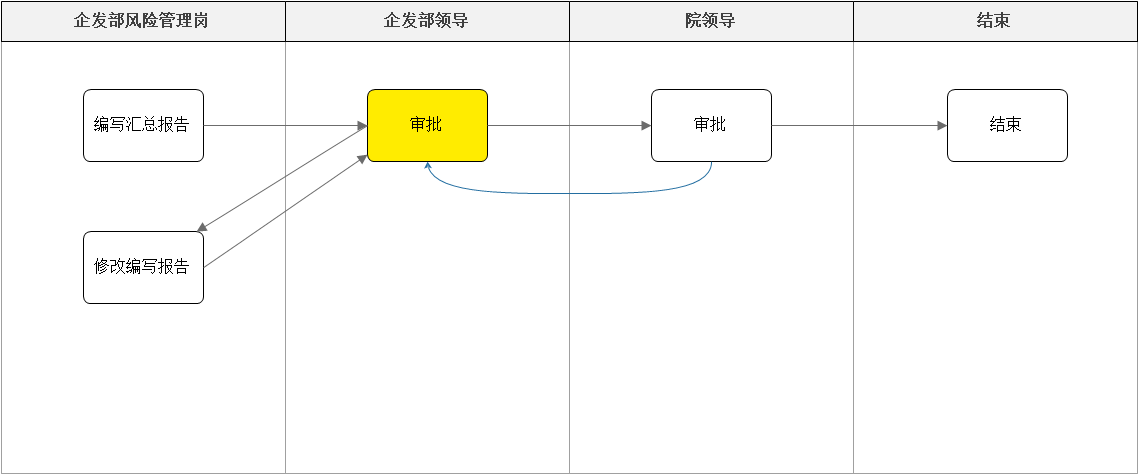 企发部风险管理岗
企发部领导
院领导
结束
编写汇总报告
审批
审批
结束
修改编写报告